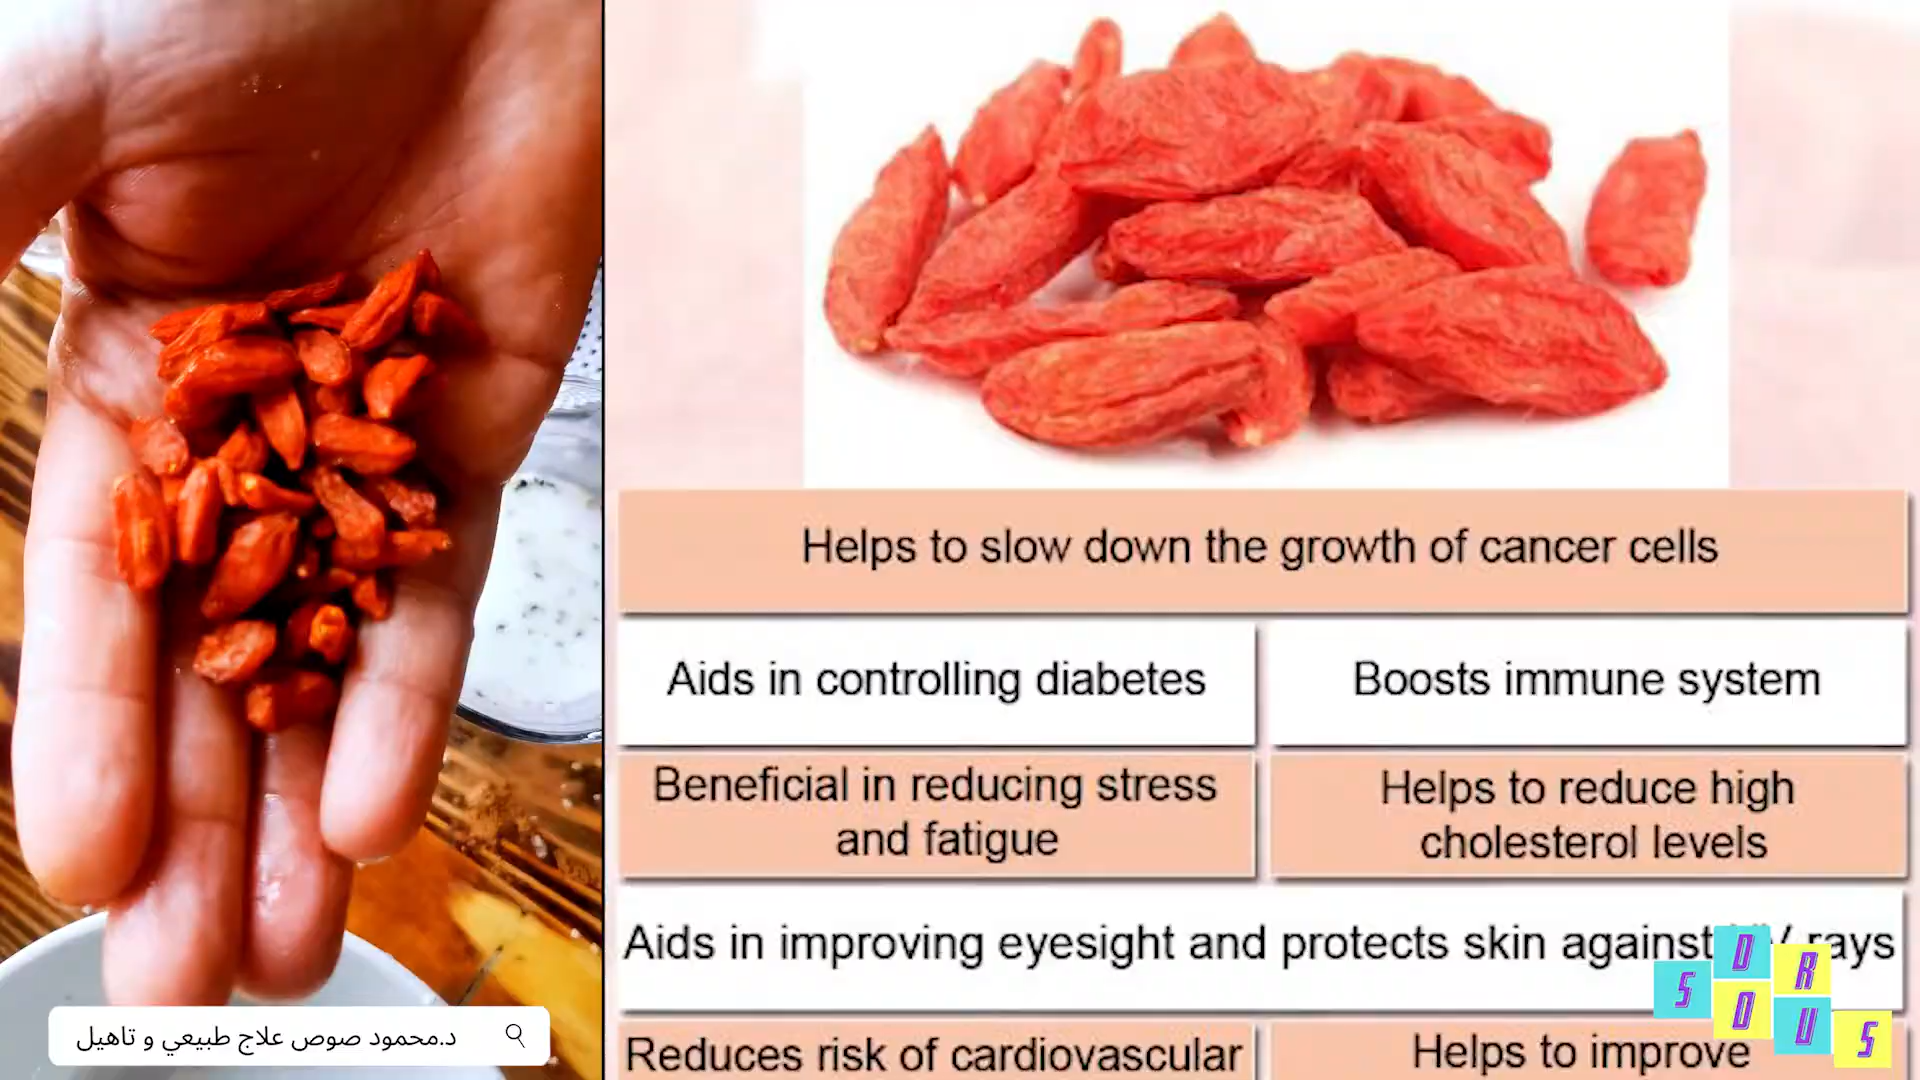 Helps to slow down the growth of cancer cells
Aids in controlling diabetes
Boosts immune system
Beneficial in reducing stress
and fatigue
Helps to reduce high
cholesterol levels
Aids in improving eyesight and protects skin against rays
Reduces risk of cardiovascular
Helps to improve
د.محمود صوص علاج طبيعي و تاهيل
D R
S O U S